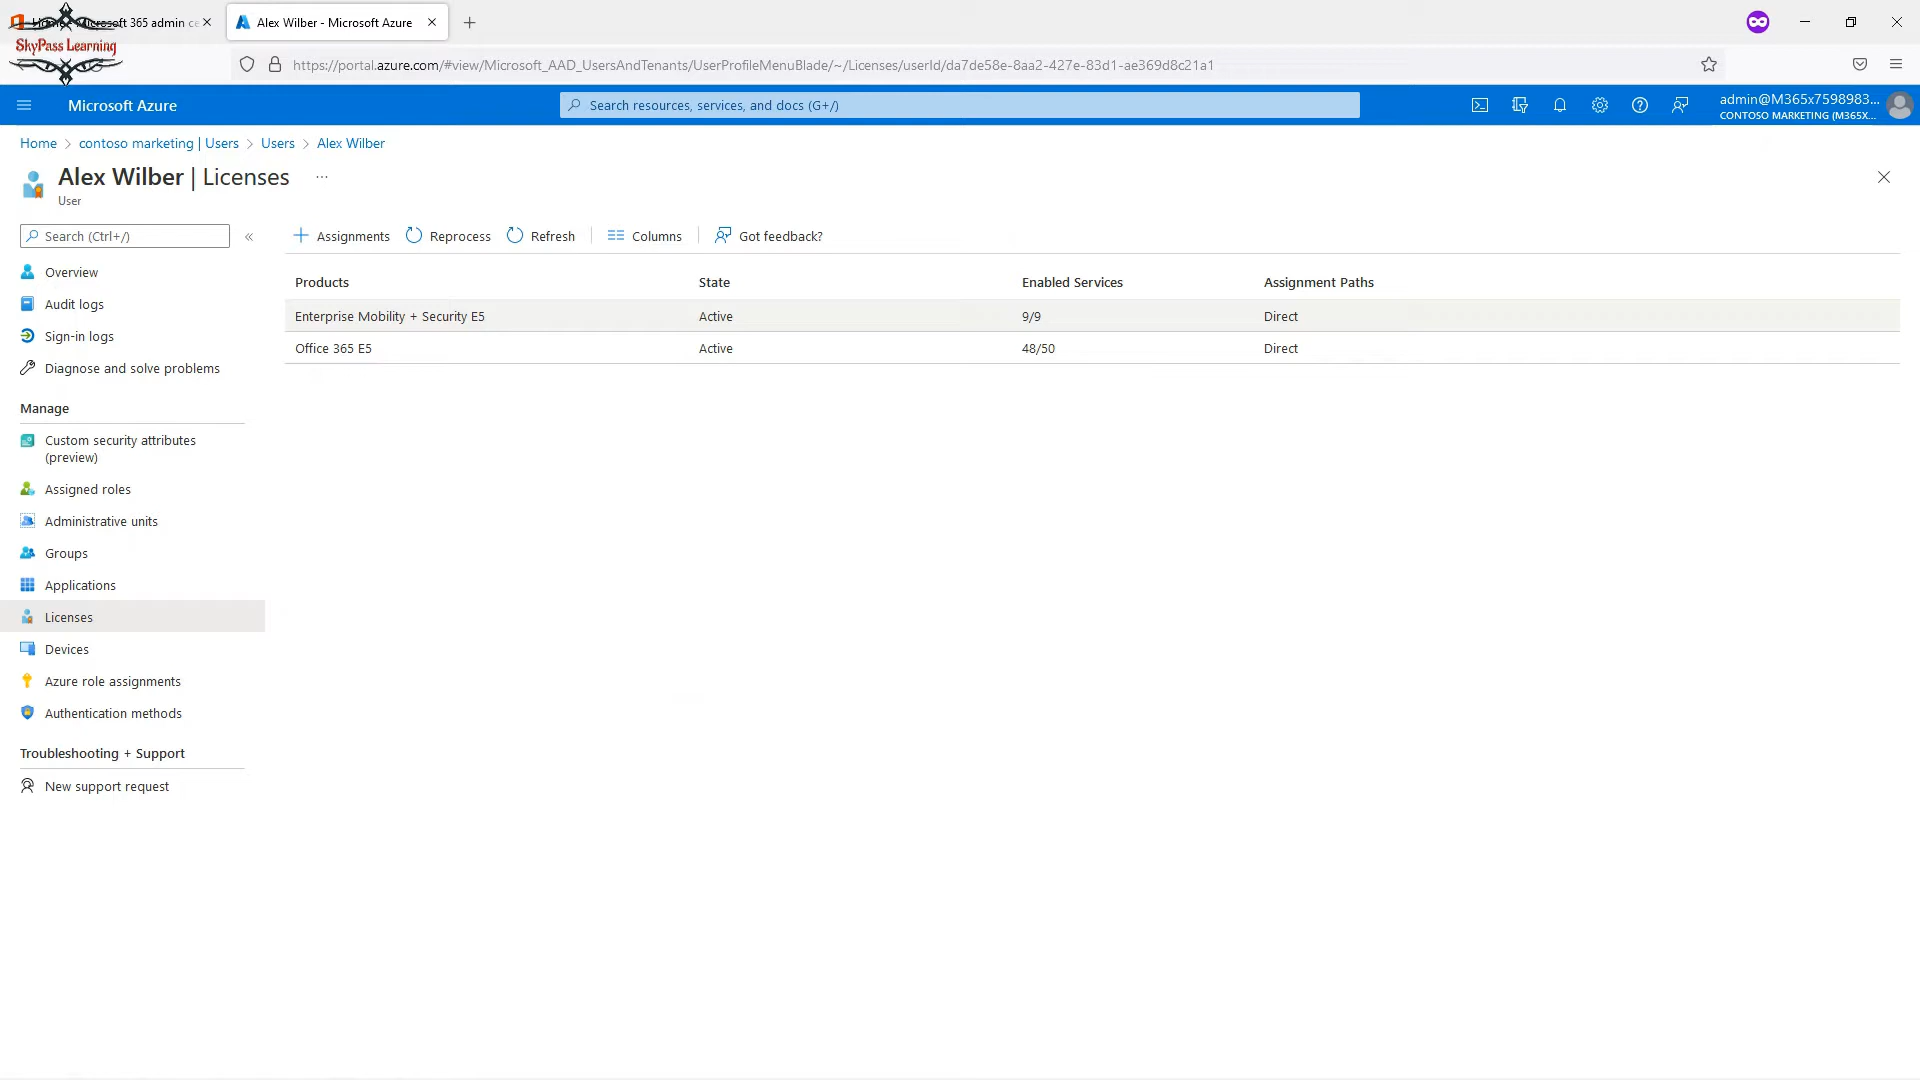 Home - Microsoft 365 admin ce
Alex Wilber - Microsoft Azure
SkyPass Learning
https://portal.azure.com/#view/Microsoft_AAD_UsersAndTenants/UserProfileMenuBlade/~/Licenses/userId/da7de58e-8aa2-427e-83d1-ae369d8c21a1
Microsoft Azure
Search resources, services, and docs (G+/)
admin@M365x7598983...
CONTOSO MARKETING (M365X...
Home > contoso marketing | Users > Users > Alex Wilber
Alex Wilber | Licenses ...
User
Search (Ctrl+/)
«
Overview
Audit logs
Sign-in logs
Diagnose and solve problems
Manage
Custom security attributes
(preview)
Assigned roles
Administrative units
Groups
Applications
Licenses
Devices
Azure role assignments
Authentication methods
Troubleshooting + Support
New support request
Assignments Reprocess Refresh Columns Got feedback?
Products State Enabled Services Assignment Paths
Enterprise Mobility + Security E5 Active 9/9 Direct
Office 365 E5 Active 48/50 Direct